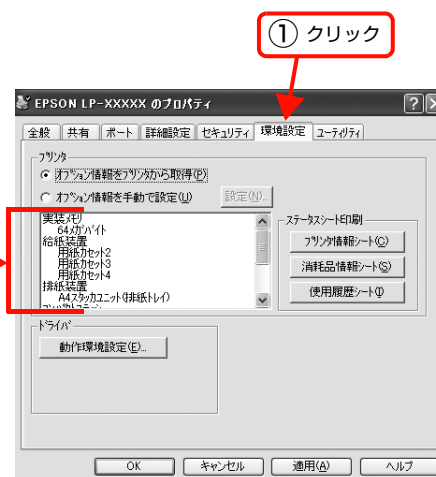 ① クリック
EPSON LP-XXXXX のプロパティ
全般 共有 ポート 詳細設定 セキュリティ 環境設定 ユーティリティ
プリンタ
オプション情報をプリンタから取得(P)
オプション情報を手動で設定(U) 設定(N)...
実装メモリ
64メガバイト
給紙装置
用紙カセット2
用紙カセット3
用紙カセット4
排紙装置
A4スタッカユニット(排紙トレイ)
ステータスシート印刷
プリンタ情報シート(C)
消耗品情報シート(S)
使用履歴シート(I)
ドライバ
動作環境設定(E)...
OK キャンセル 適用(A) ヘルプ